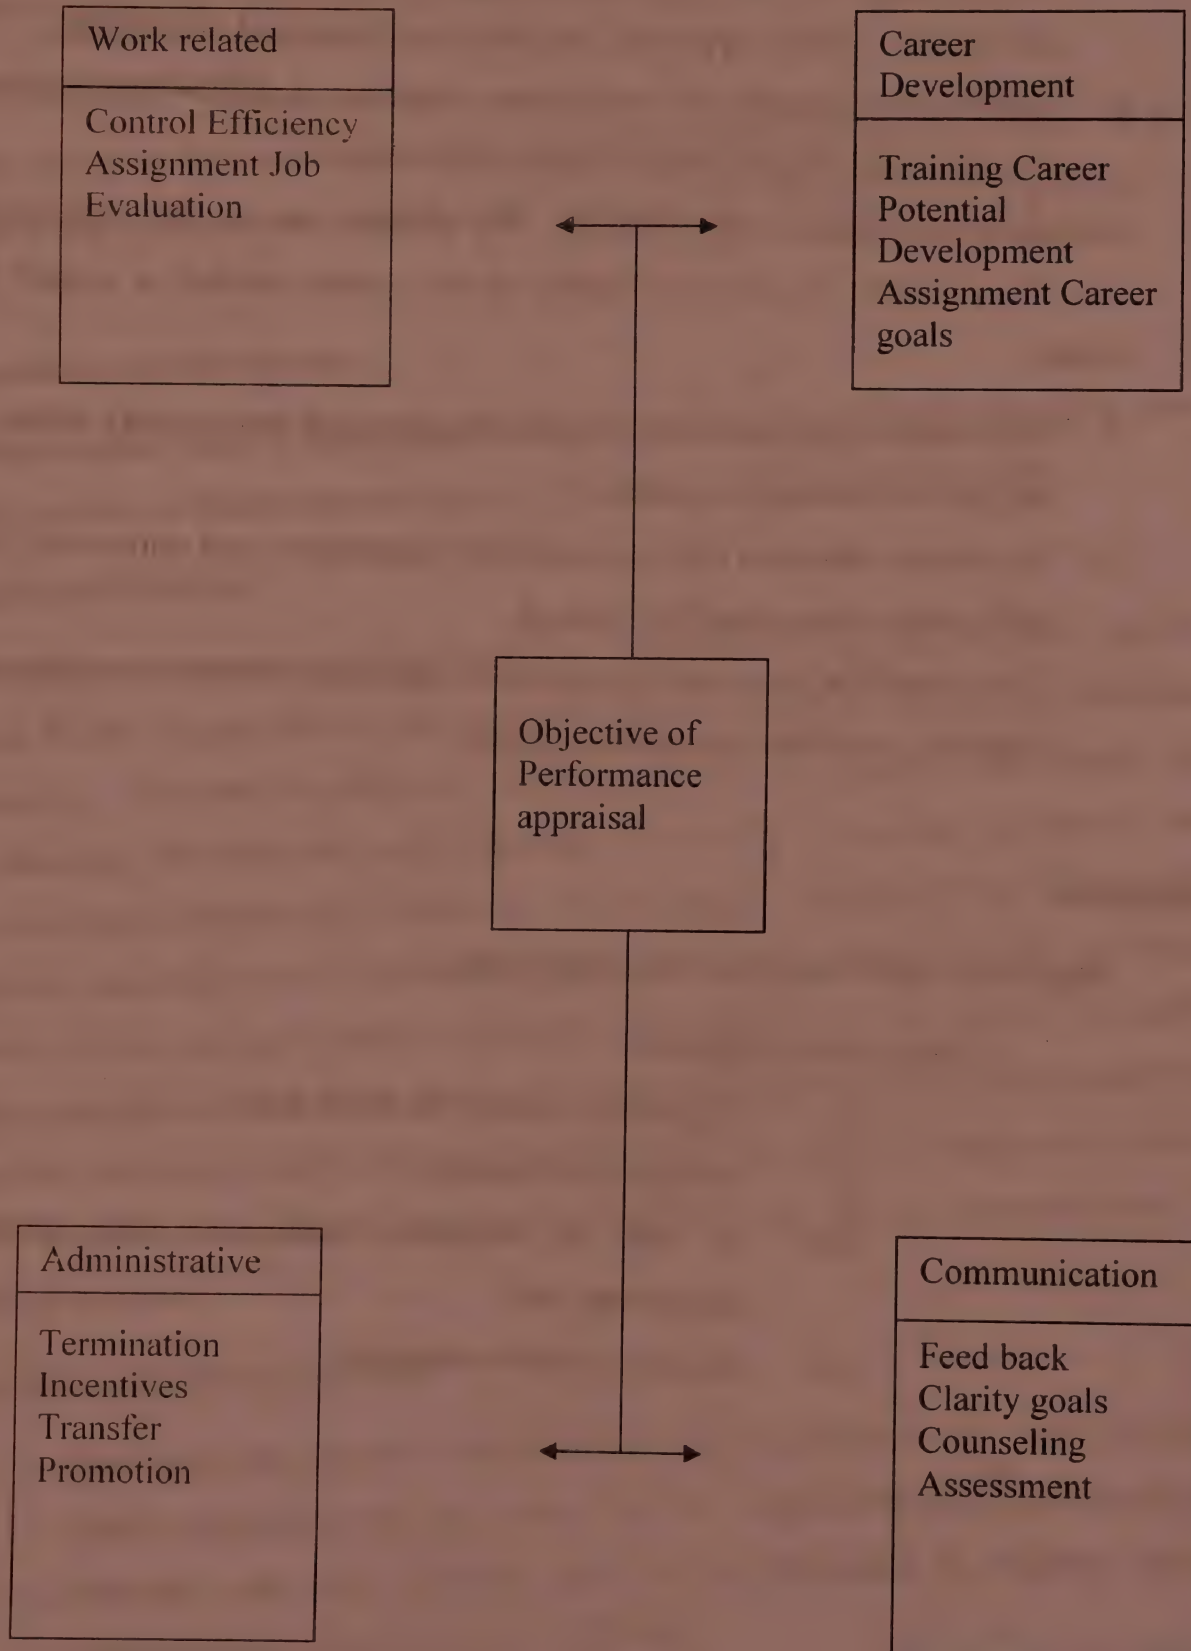 Work related
Control Efficiency
Assignment Job
Evaluation
Career
Development
Training Career
Potential
Development
Assignment Career
goals
Objective of
Performance
appraisal
Administrative
Termination
Incentives
Transfer
Promotion
Communication
Feed back
Clarity goals
Counseling
Assessment